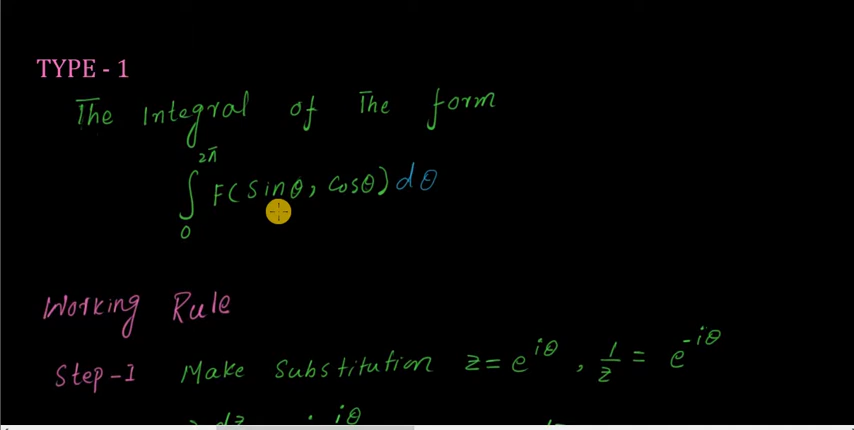 TYPE - 1
The Integral of The form
2π
∫ F(sinθ, cosθ) dθ
0
Working Rule
Step-1 Make Substitution z = e^{iθ}, 1/z = e^{-iθ}